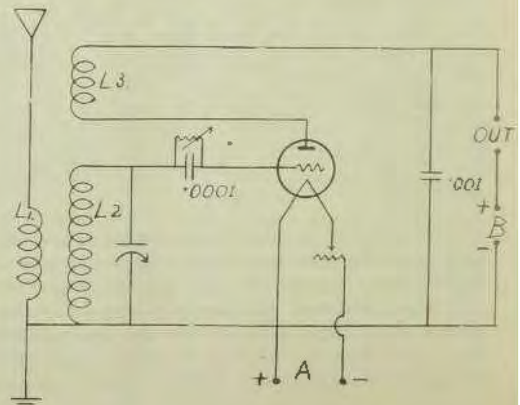 L3.
OUT
.0001
.001
L1.
L2
+
B
-
+ A -